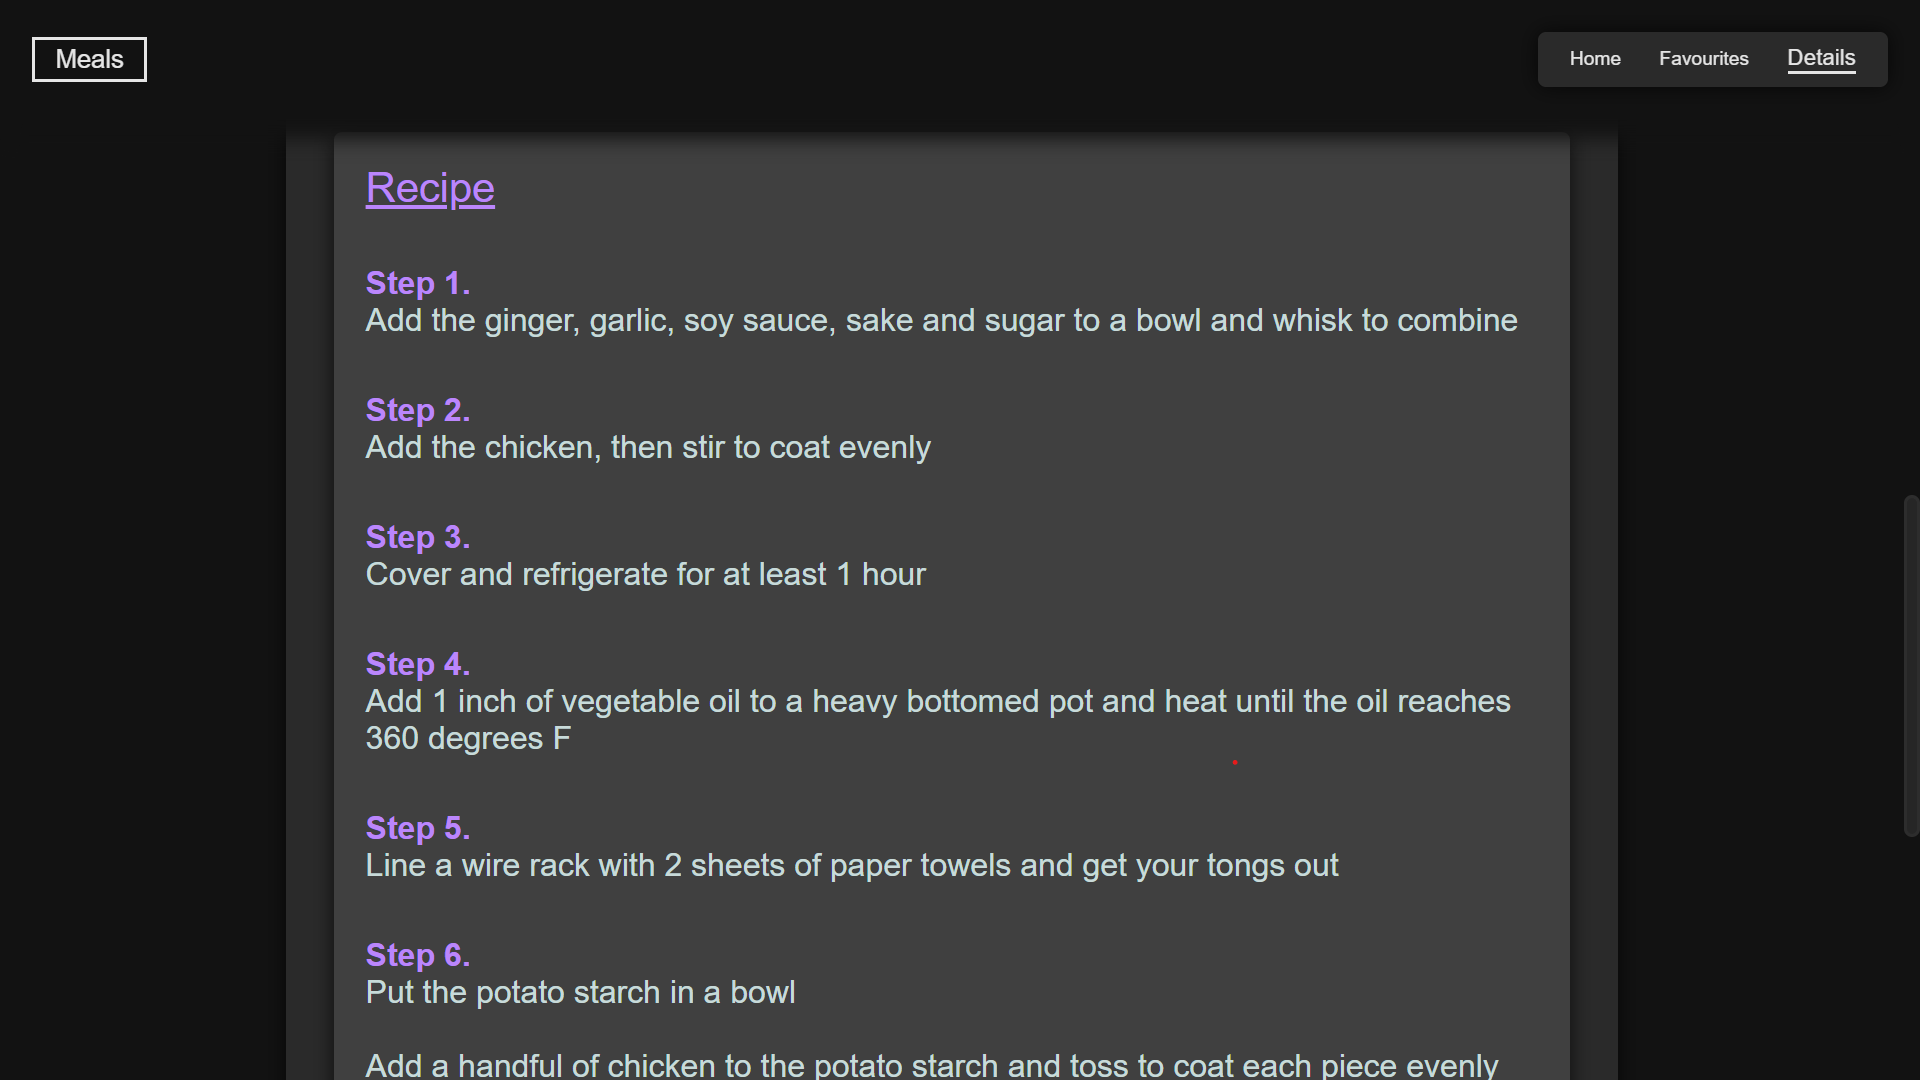 Meals
Home Favourites Details
Recipe
Step 1.
Add the ginger, garlic, soy sauce, sake and sugar to a bowl and whisk to combine
Step 2.
Add the chicken, then stir to coat evenly
Step 3.
Cover and refrigerate for at least 1 hour
Step 4.
Add 1 inch of vegetable oil to a heavy bottomed pot and heat until the oil reaches
360 degrees F
Step 5.
Line a wire rack with 2 sheets of paper towels and get your tongs out
Step 6.
Put the potato starch in a bowl
Add a handful of chicken to the potato starch and toss to coat each piece evenly